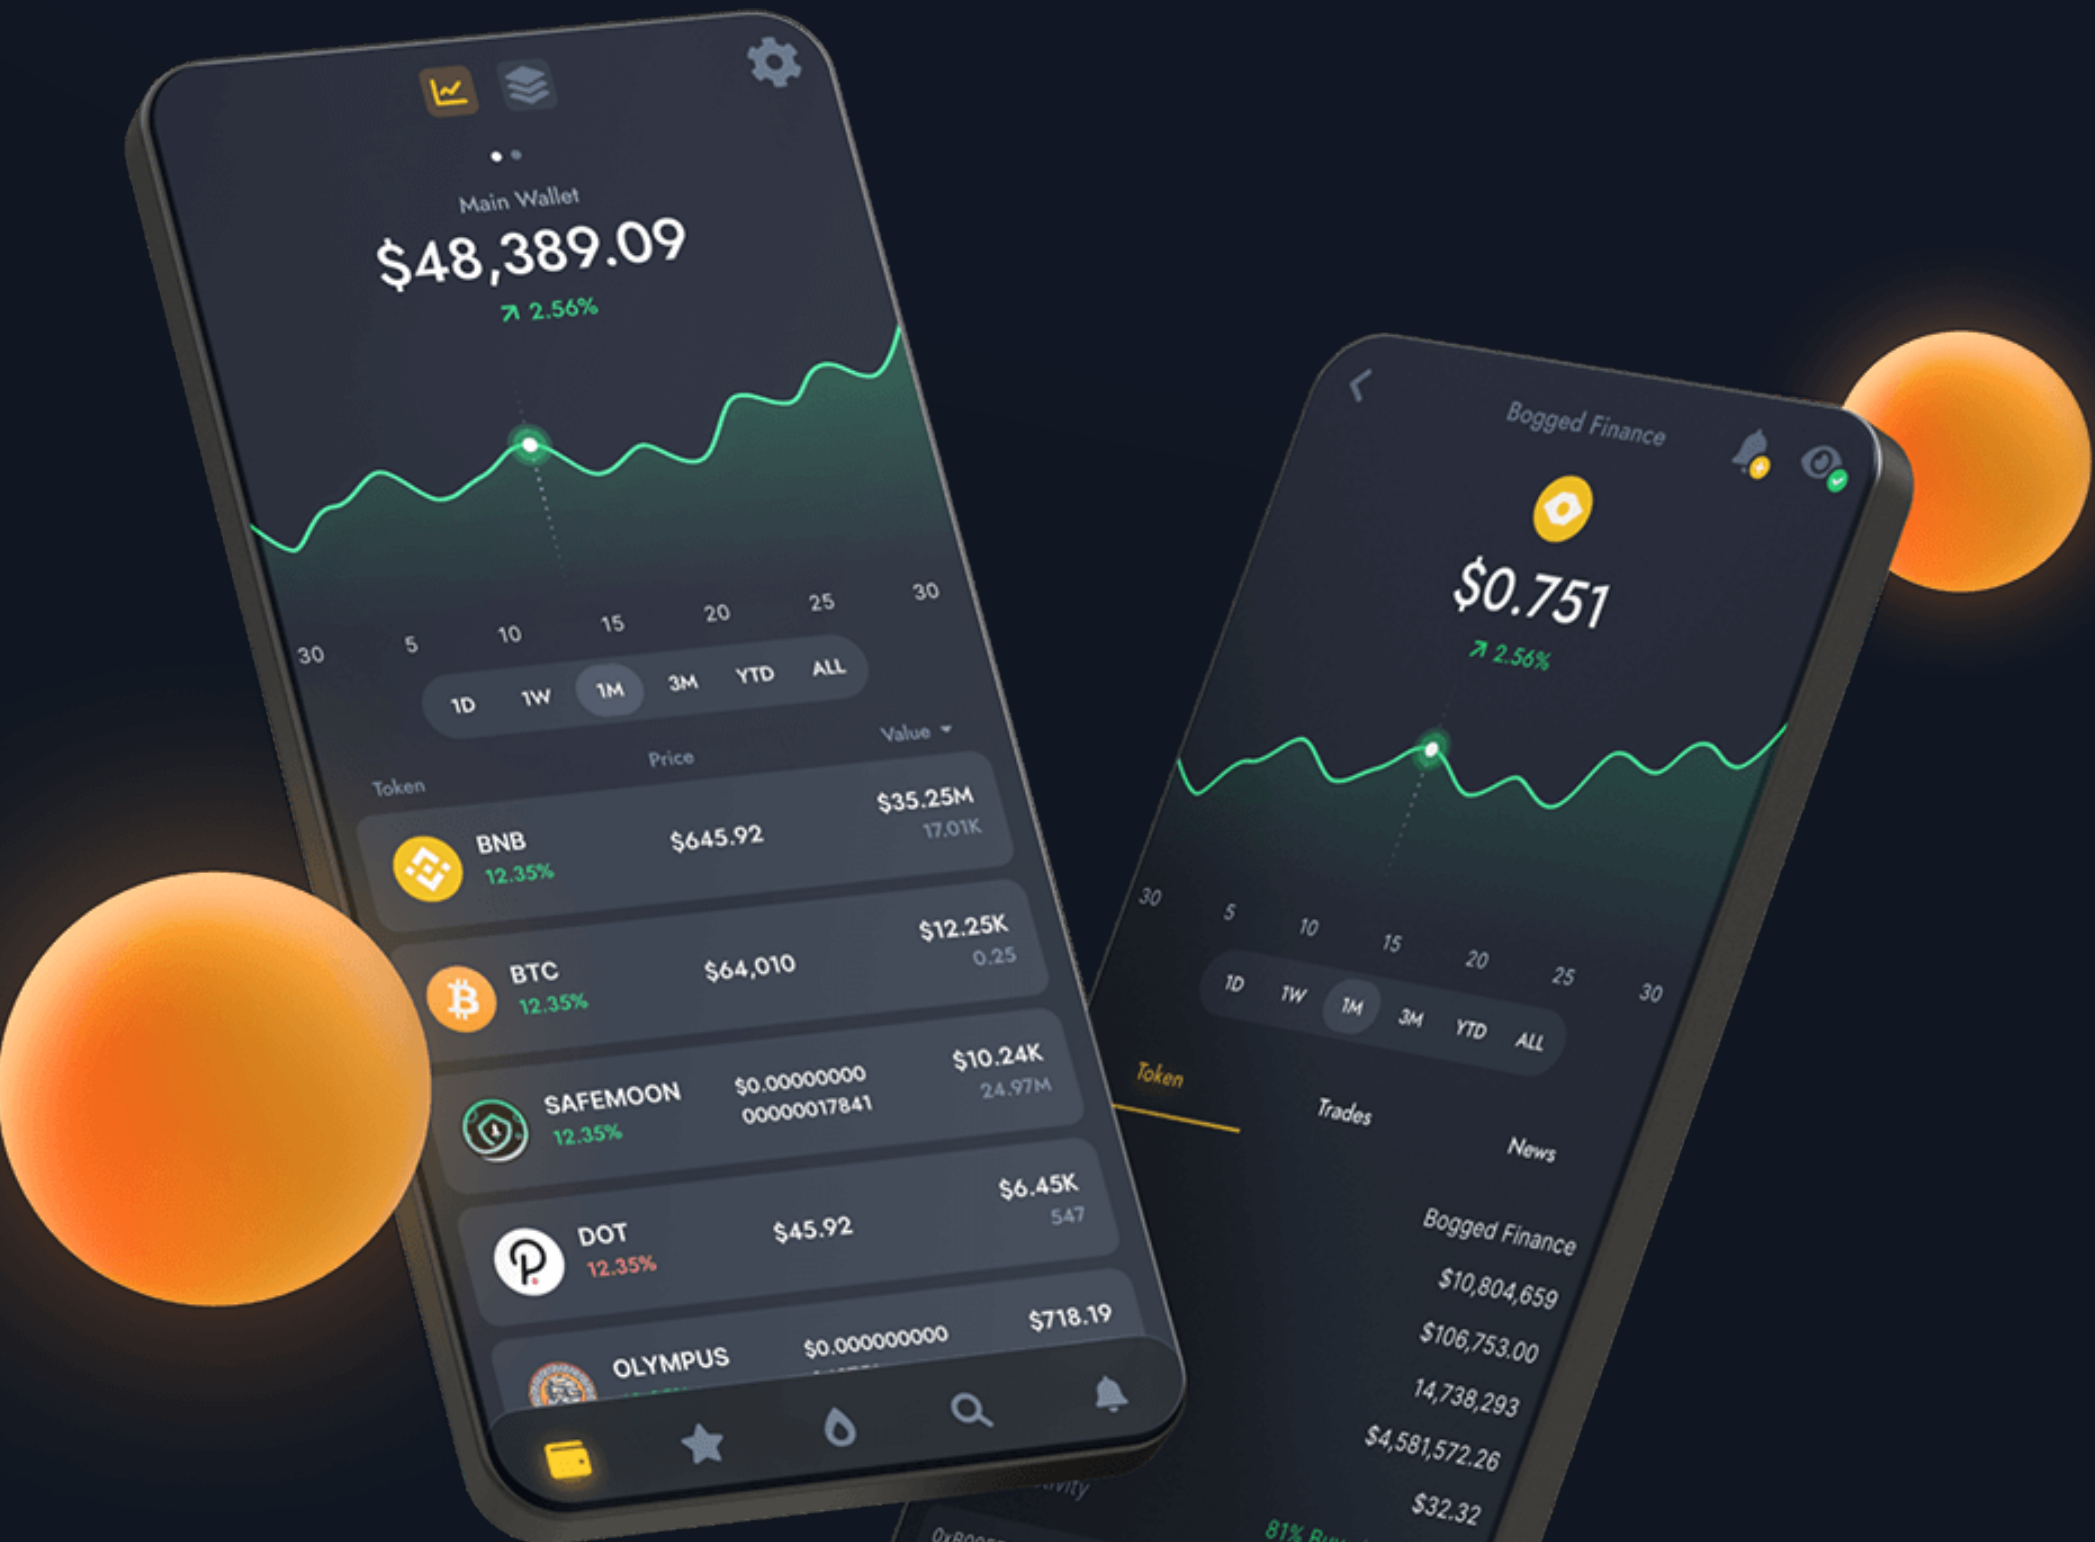 Main Wallet
$48,389.09
2.56%
30 5 10 15 20 25 30
1D 1W 1M 3M YTD ALL
Token Price Value
BNB $645.92 $35.25M
12.35% 17.01K
BTC $64,010 $12.25K
12.35% 0.25
SAFEMOON $0.00000000 $10.24K
12.35% 00000017841 24.97M
DOT $45.92 $6.45K
12.35% 547
OLYMPUS $0.000000000 $718.19
Bogged Finance
$0.751
2.56%
30 5 10 15 20 25 30
1D 1W 1M 3M YTD ALL
Token Trades News
Bogged Finance
$10,804,659
$106,753.00
14,738,293
$4,581,572.26
$32.32
81%